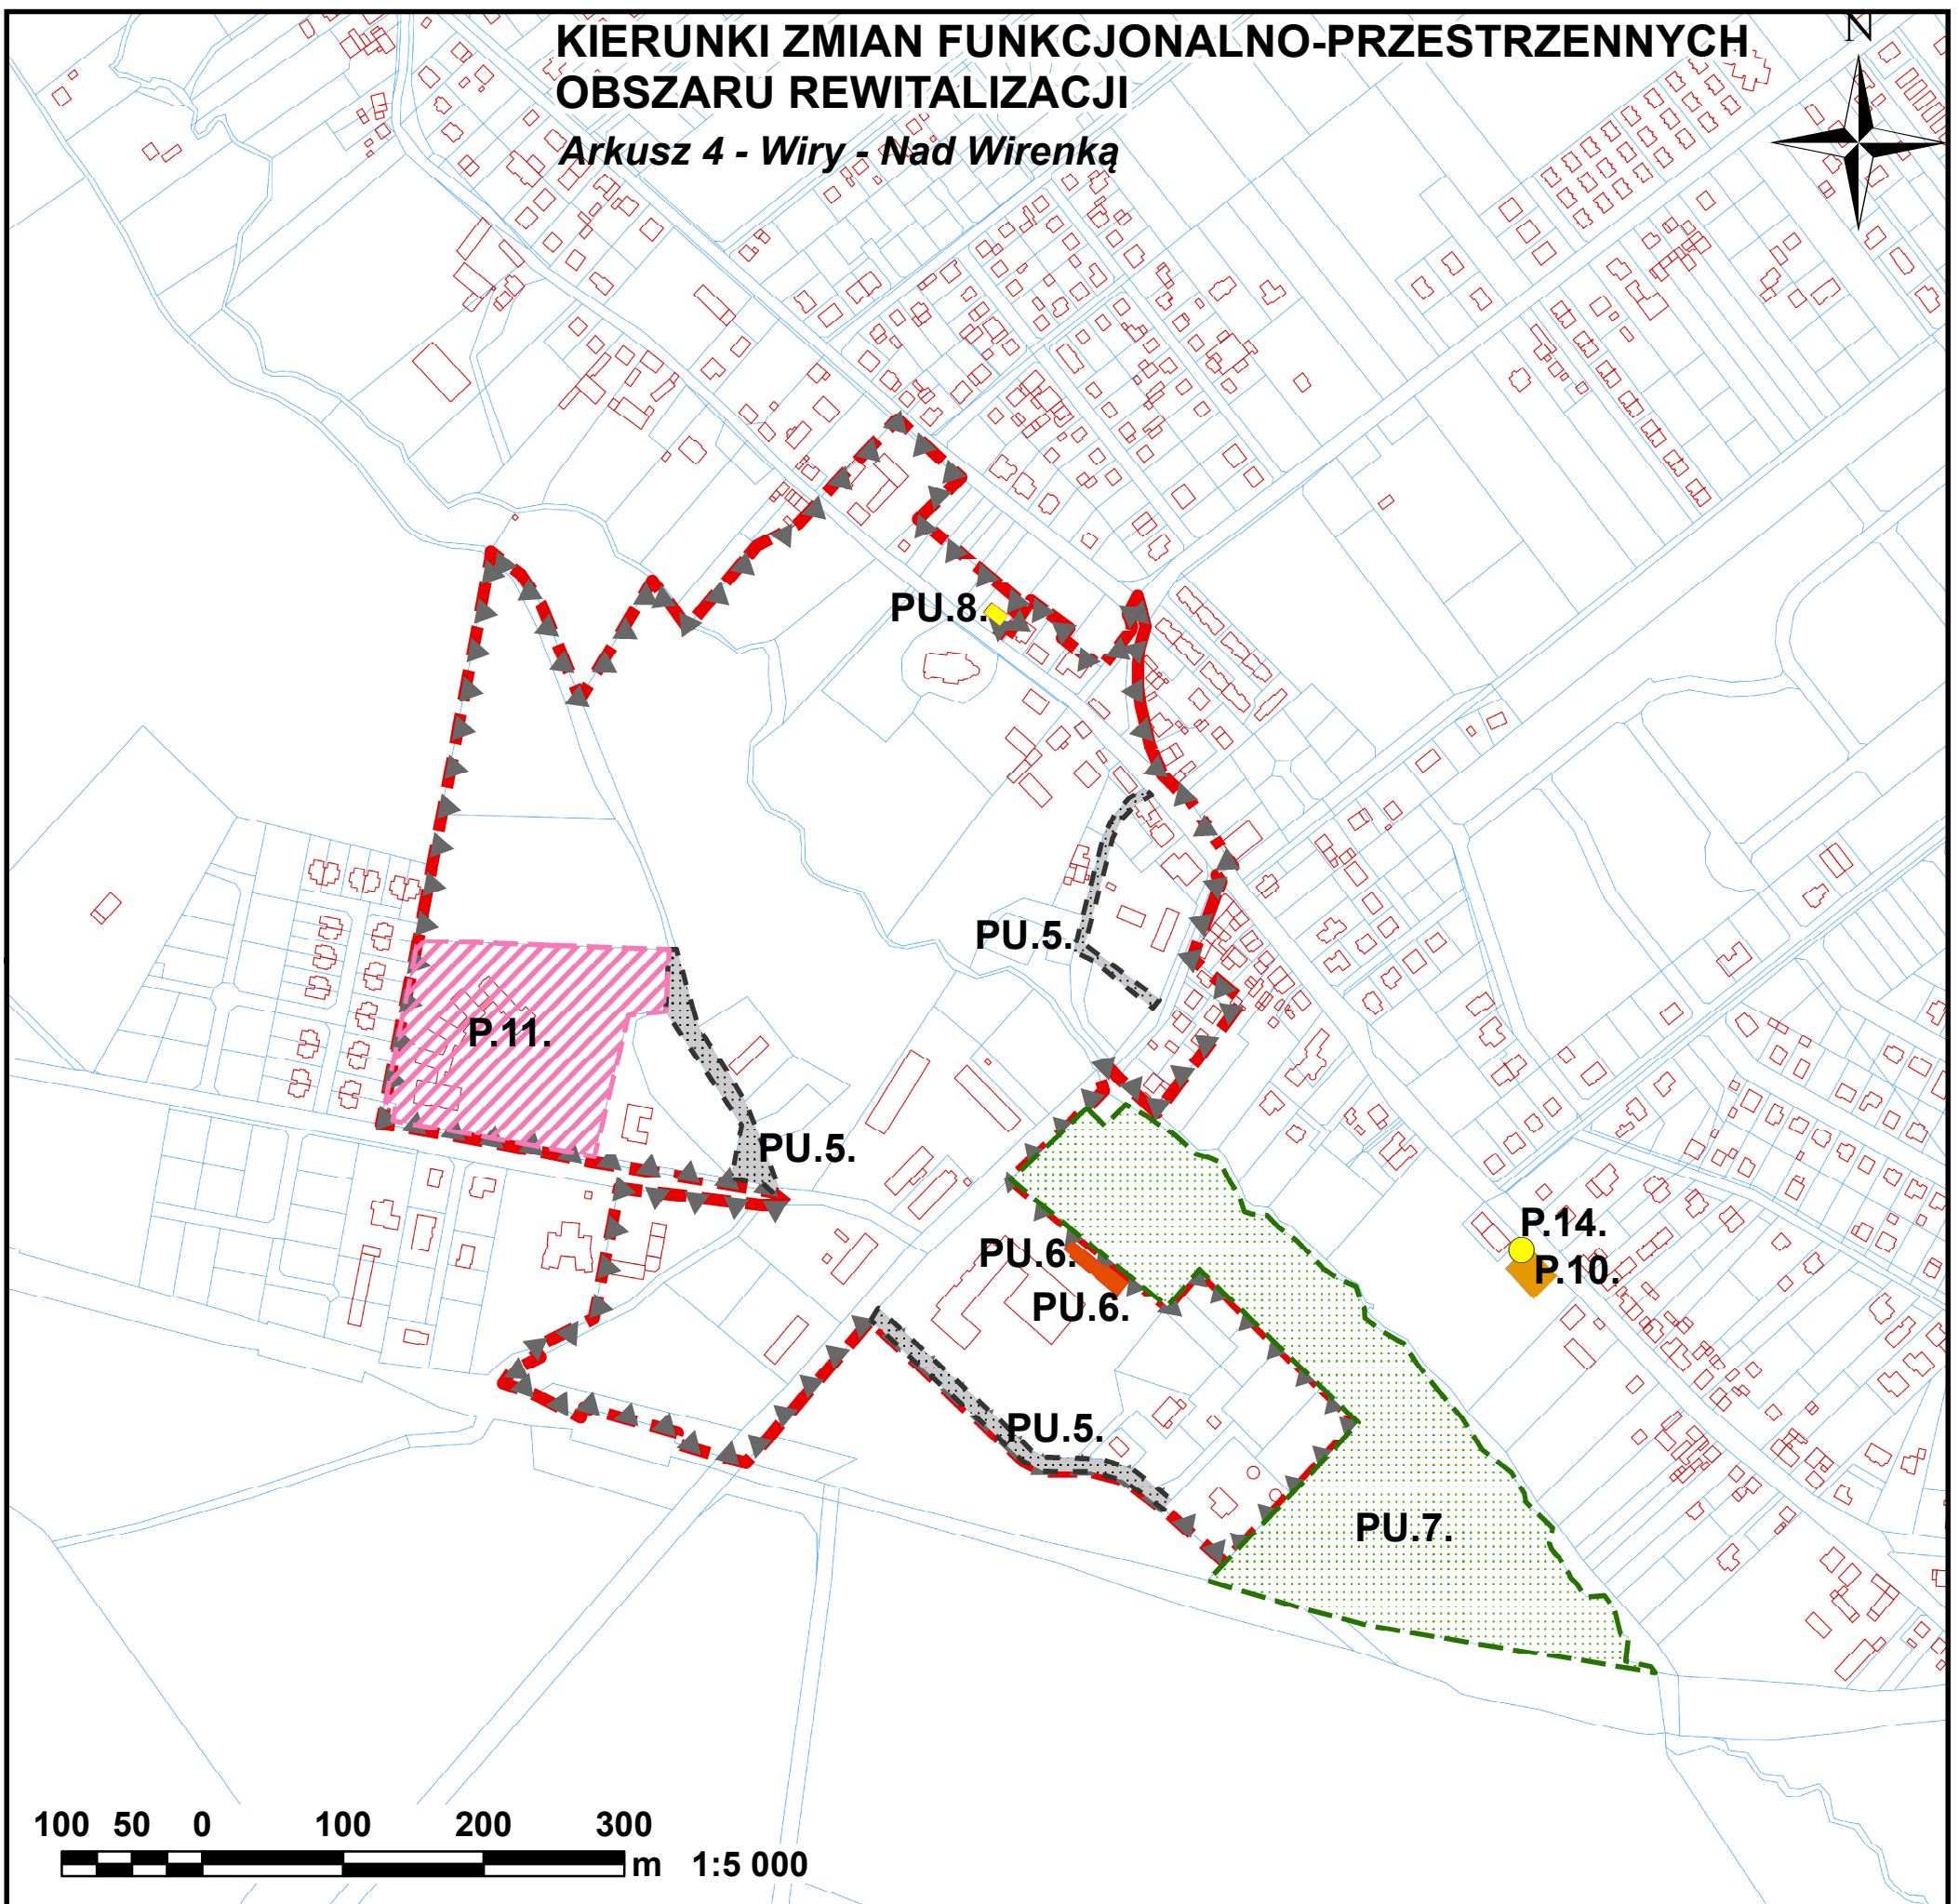 KIERUNKI ZMIAN FUNKCJONALNO-PRZESTRZENNYCH
OBSZARU REWITALIZACJI
Arkusz 4 - Wiry - Nad Wirenką
N
PU.8.
PU.5.
P.11.
PU.5.
P.14.
PU.6.
P.10.
PU.6.
PU.5.
PU.7.
100 50 0 100 200 300
m 1:5 000